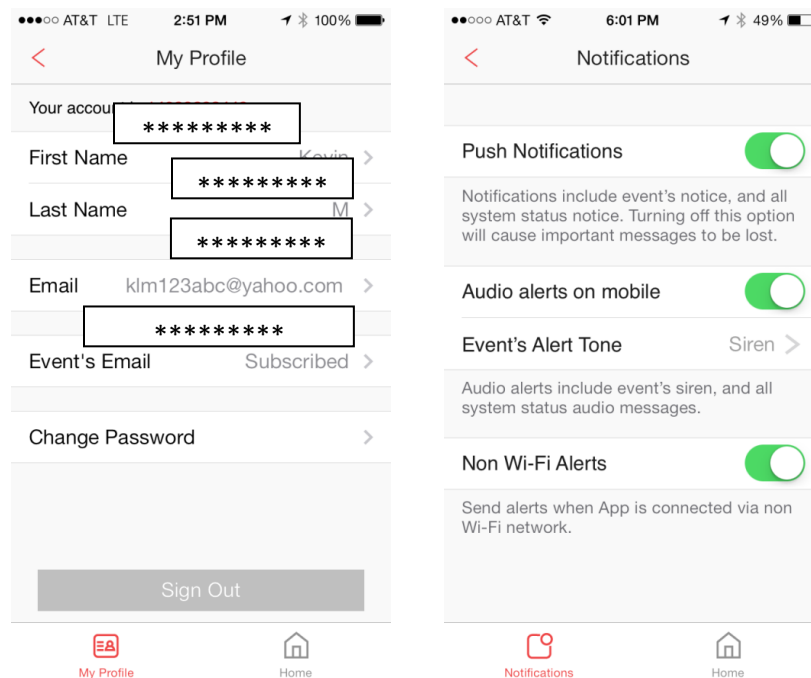 AT&T LTE 2:51 PM 100%
My Profile
Your accou
*********
First Name Kevin
*********
Last Name M
*********
Email klm123abc@yahoo.com
*********
Event's Email Subscribed
Change Password
Sign Out
My Profile Home
AT&T 6:01 PM 49%
Notifications
Push Notifications
Notifications include event's notice, and all
system status notice. Turning off this option
will cause important messages to be lost.
Audio alerts on mobile
Event's Alert Tone Siren
Audio alerts include event's siren, and all
system status audio messages.
Non Wi-Fi Alerts
Send alerts when App is connected via non
Wi-Fi network.
Notifications Home